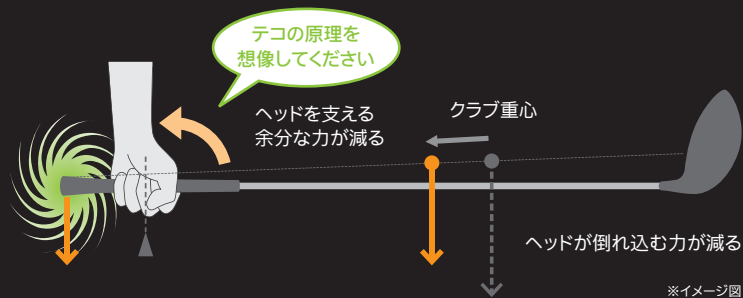 テコの原理を
想像してください
ヘッドを支える
余分な力が減る
クラブ重心
ヘッドが倒れ込む力が減る
※イメージ図